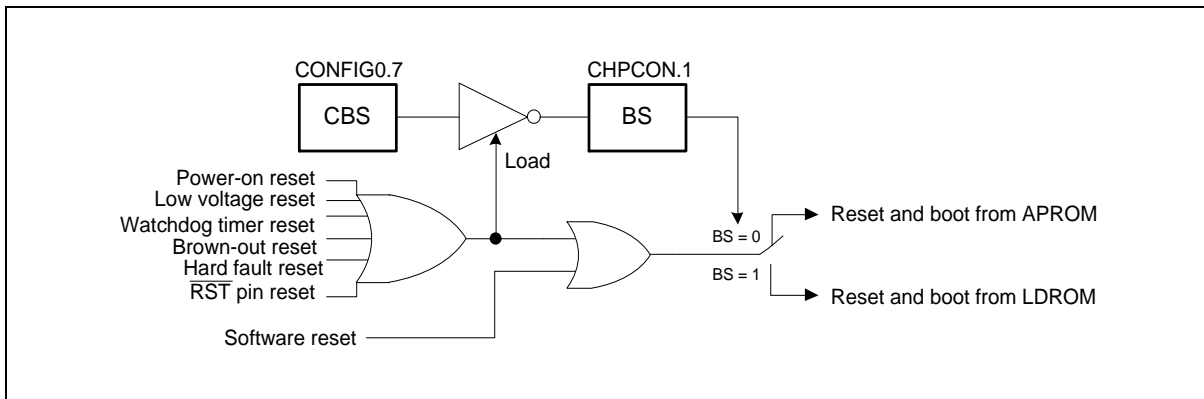 CONFIG0.7
CHPCON.1
CBS
BS
Load
Power-on reset
Low voltage reset
Watchdog timer reset
Brown-out reset
Hard fault reset
RST pin reset
Software reset
BS = 0
BS = 1
Reset and boot from APROM
Reset and boot from LDROM